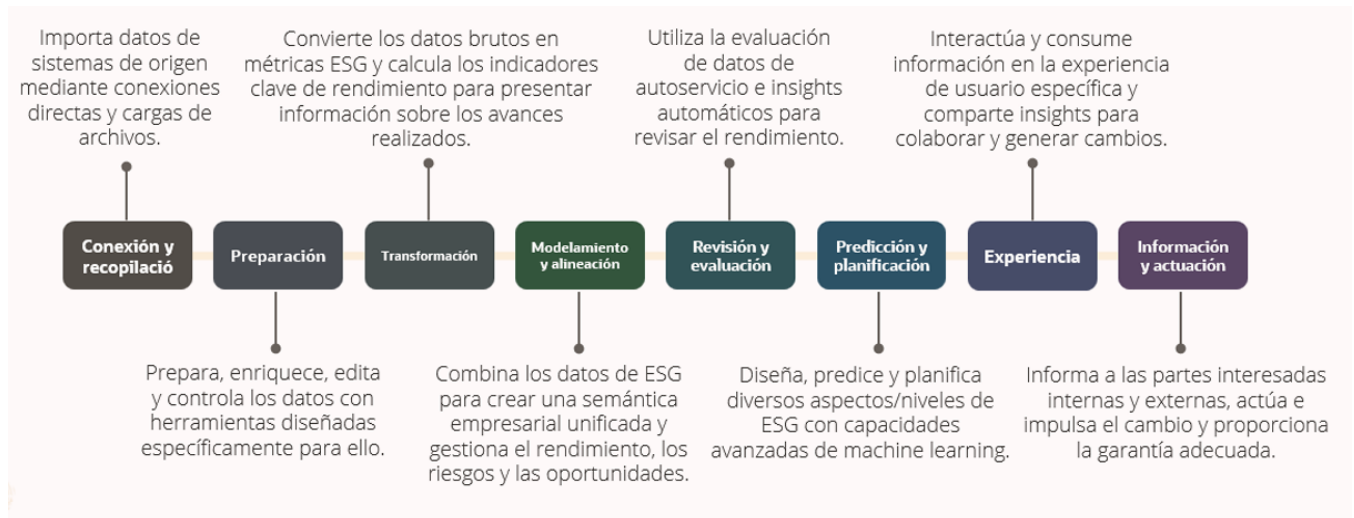 Importa datos de
sistemas de origen
mediante conexiones
directas y cargas de
archivos.
Convierte los datos brutos en
métricas ESG y calcula los indicadores
clave de rendimiento para presentar
información sobre los avances
realizados.
Utiliza la evaluación
de datos de
autoservicio e insights
automáticos para
revisar el rendimiento.
Interactúa y consume
información en la experiencia
de usuario específica y
comparte insights para
colaborar y generar cambios.
Conexión y
recopilació
Preparación
Transformación
Modelamiento
y alineación
Revisión y
evaluación
Predicción y
planificación
Experiencia
Información
y actuación
Prepara, enriquece, edita
y controla los datos con
herramientas diseñadas
específicamente para ello.
Combina los datos de ESG
para crear una semántica
empresarial unificada y
gestiona el rendimiento, los
riesgos y las oportunidades.
Diseña, predice y planifica
diversos aspectos/niveles de
ESG con capacidades
avanzadas de machine learning.
Informa a las partes interesadas
internas y externas, actúa e
impulsa el cambio y proporciona
la garantía adecuada.